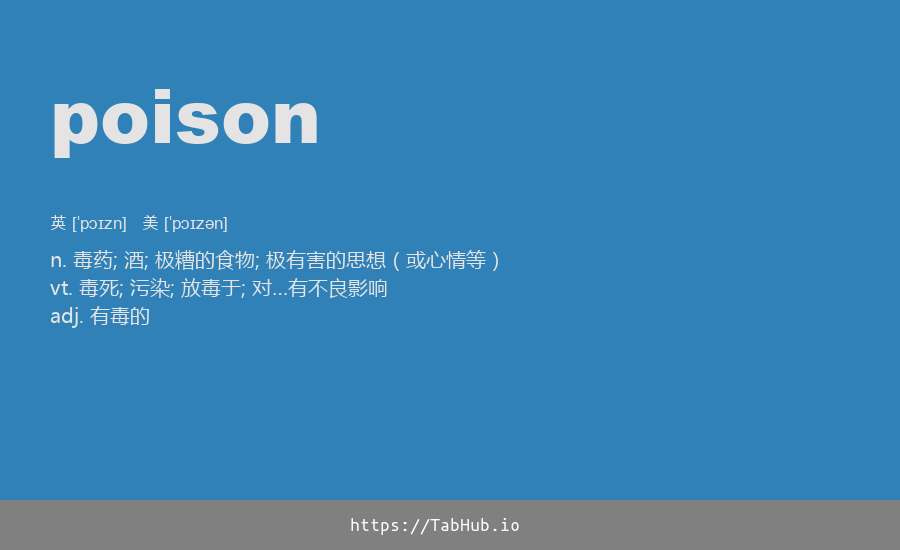 poison
英 [ˈpɔɪzn] 美 [ˈpɔɪzən]
n. 毒药; 酒; 极糟的食物; 极有害的思想 ( 或心情等 )
vt. 毒死; 污染; 放毒于; 对…有不良影响
adj. 有毒的
https://TabHub.io